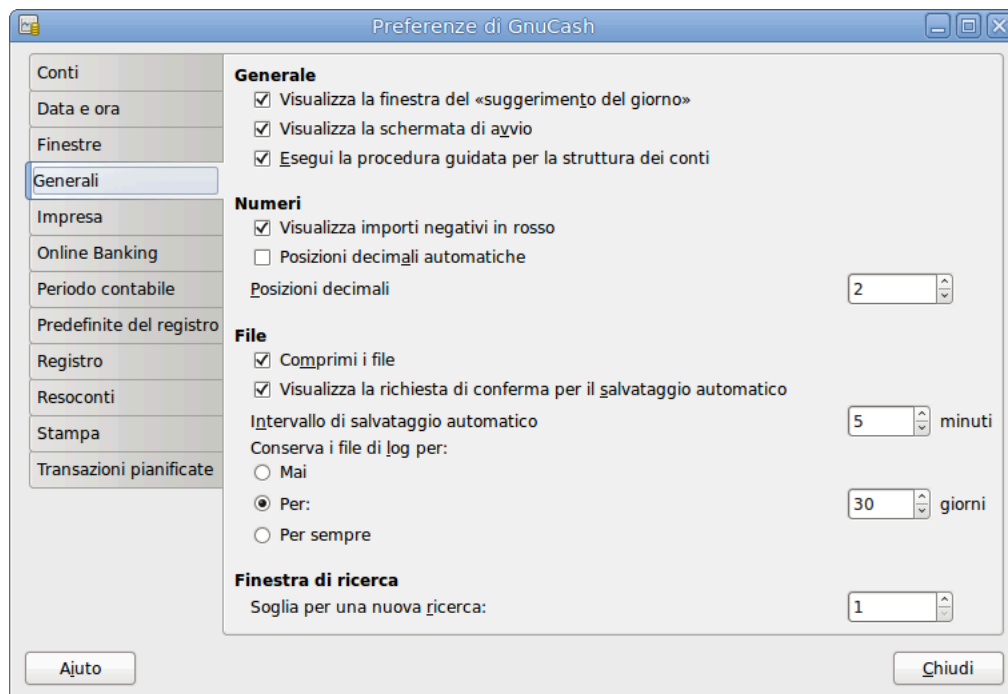 Preferenze di GnuCash
Conti
Data e ora
Finestre
Generali
Impresa
Online Banking
Periodo contabile
Predefinite del registro
Registro
Resoconti
Stampa
Transazioni pianificate
Generale
Visualizza la finestra del «suggerimento del giorno»
Visualizza la schermata di avvio
Esegui la procedura guidata per la struttura dei conti
Numeri
Visualizza importi negativi in rosso
Posizioni decimali automatiche
Posizioni decimali 2
File
Comprimi i file
Visualizza la richiesta di conferma per il salvataggio automatico
Intervallo di salvataggio automatico 5 minuti
Conserva i file di log per:
Mai
Per: 30 giorni
Per sempre
Finestra di ricerca
Soglia per una nuova ricerca: 1
Aiuto Chiudi